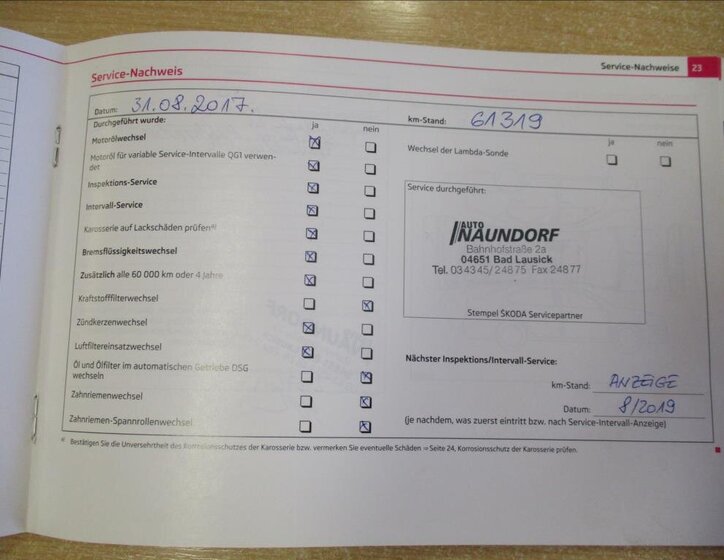 Service-Nachweise 23
Service-Nachweis
Datum: 31.08.2017.
km-Stand: 61319
Durchgeführt wurde: ja nein
Motorölwechsel
Motoröl für variable Service-Intervalle QG1 verwen-
det
Inspektions-Service
Intervall-Service
Karosserie auf Lackschäden prüfen a)
Bremsflüssigkeitswechsel
Zusätzlich alle 60 000 km oder 4 Jahre
Kraftstofffilterwechsel
Zündkerzenwechsel
Luftfiltereinsatzwechsel
Öl und Ölfilter im automatischen Getriebe DSG
wechseln
Zahnriemenwechsel
Zahnriemen-Spannrollenwechsel
ja nein
Wechsel der Lambda-Sonde
Service durchgeführt:
AUTO
NAUNDORF
Bahnhofstraße 2a
04651 Bad Lausick
Tel. 034345/24875 Fax 24877
Stempel ŠKODA Servicepartner
Nächster Inspektions/Intervall-Service:
km-Stand: ANZEIGE
Datum: 8/2019
(je nachdem, was zuerst eintritt bzw. nach Service-Intervall-Anzeige)
a) Bestätigen Sie die Unversehrtheit des Korrosionsschutzes der Karosserie bzw. vermerken Sie eventuelle Schäden ⇒ Seite 24, Korrosionsschutz der Karosserie prüfen.